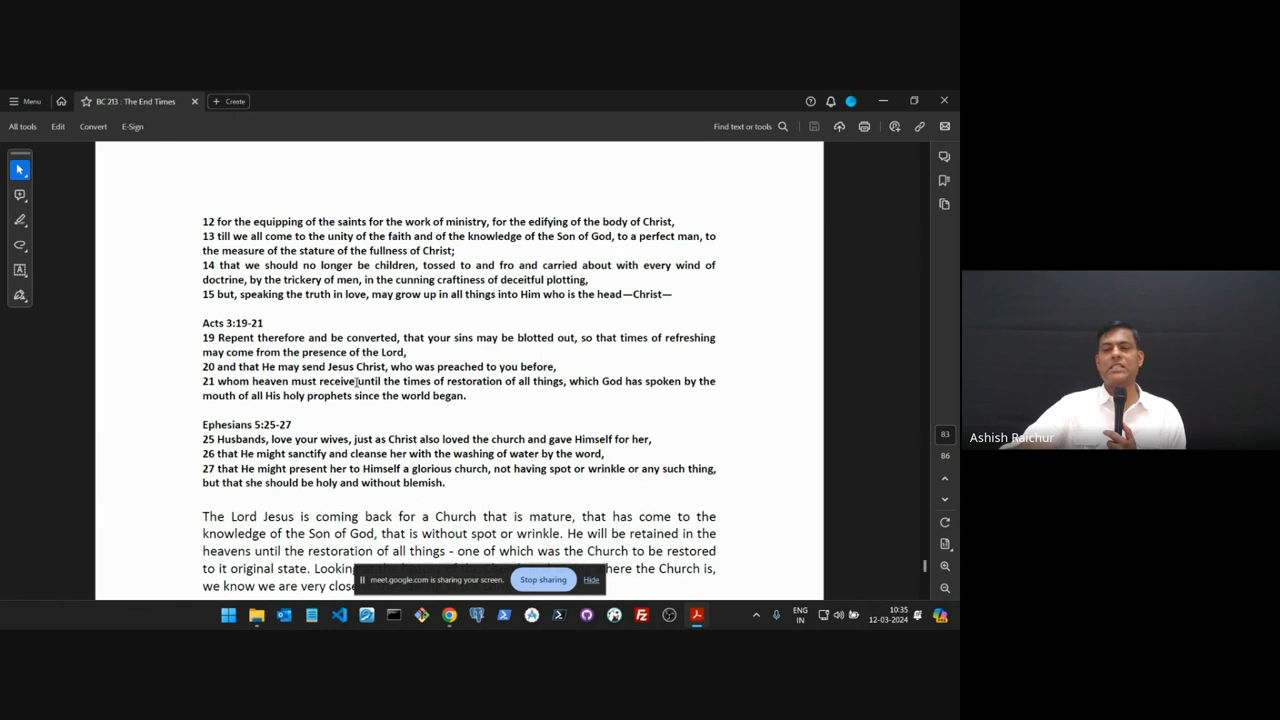 Menu
BC 213 : The End Times
Create
All tools
Edit
Convert
E-Sign
Find text or tools
12 for the equipping of the saints for the work of ministry, for the edifying of the body of Christ,
13 till we all come to the unity of the faith and of the knowledge of the Son of God, to a perfect man, to
the measure of the stature of the fullness of Christ;
14 that we should no longer be children, tossed to and fro and carried about with every wind of
doctrine, by the trickery of men, in the cunning craftiness of deceitful plotting,
15 but, speaking the truth in love, may grow up in all things into Him who is the head—Christ—
Acts 3:19-21
19 Repent therefore and be converted, that your sins may be blotted out, so that times of refreshing
may come from the presence of the Lord,
20 and that He may send Jesus Christ, who was preached to you before,
21 whom heaven must receive until the times of restoration of all things, which God has spoken by the
mouth of all His holy prophets since the world began.
Ephesians 5:25-27
25 Husbands, love your wives, just as Christ also loved the church and gave Himself for her,
26 that He might sanctify and cleanse her with the washing of water by the word,
27 that He might present her to Himself a glorious church, not having spot or wrinkle or any such thing,
but that she should be holy and without blemish.
The Lord Jesus is coming back for a Church that is mature, that has come to the
knowledge of the Son of God, that is without spot or wrinkle. He will be retained in the
heavens until the restoration of all things - one of which was the Church to be restored
to it original state. Looking here the Church is,
we know we are very close
meet.google.com is sharing your screen.
Stop sharing
Hide
83
86
Ashish Raichur
ENG
IN
10:35
12-03-2024